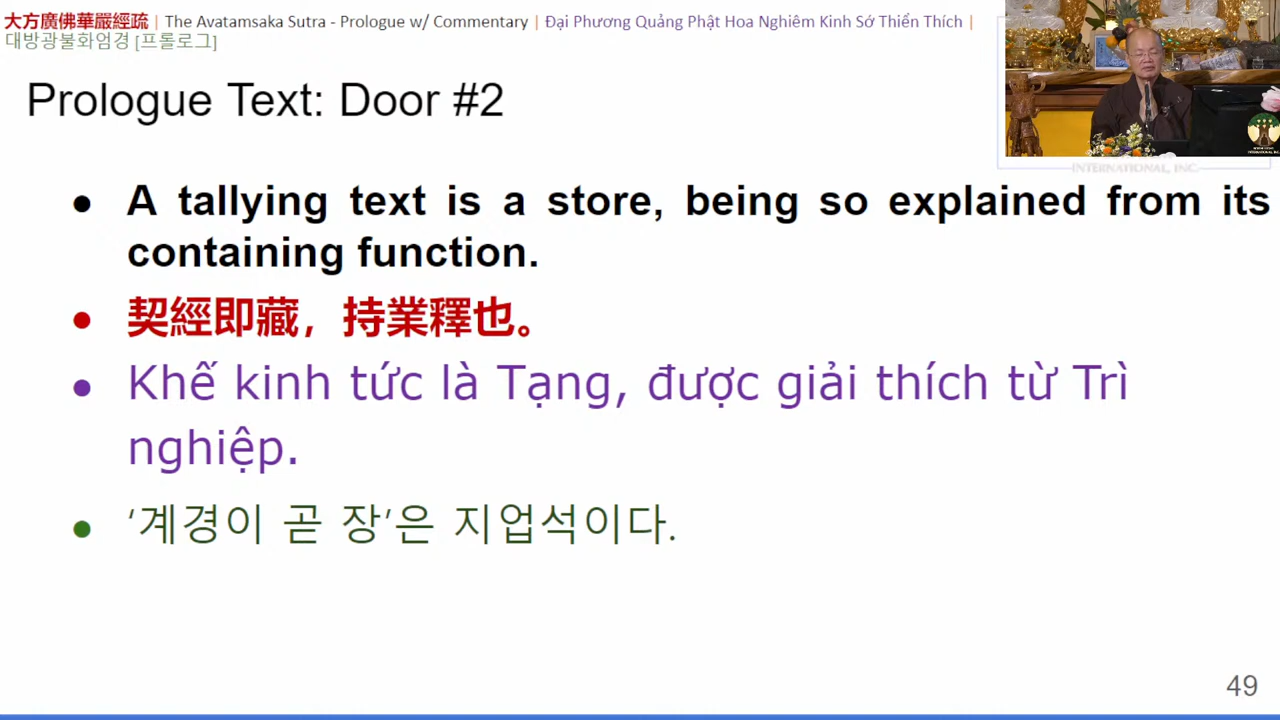 大方廣佛華嚴經疏 | The Avatamsaka Sutra - Prologue w/ Commentary | Đại Phương Quảng Phật Hoa Nghiêm Kinh Sớ Thiển Thích |
대방광불화엄경 [프롤로그]
Prologue Text: Door #2
INTERNATIONAL, INC.
INTERNATIONAL, INC.
• A tallying text is a store, being so explained from its
containing function.
• 契經即藏，持業釋也。
• Khế kinh tức là Tạng, được giải thích từ Trì
nghiệp.
• ‘계경이 곧 장’은 지업석이다.
49